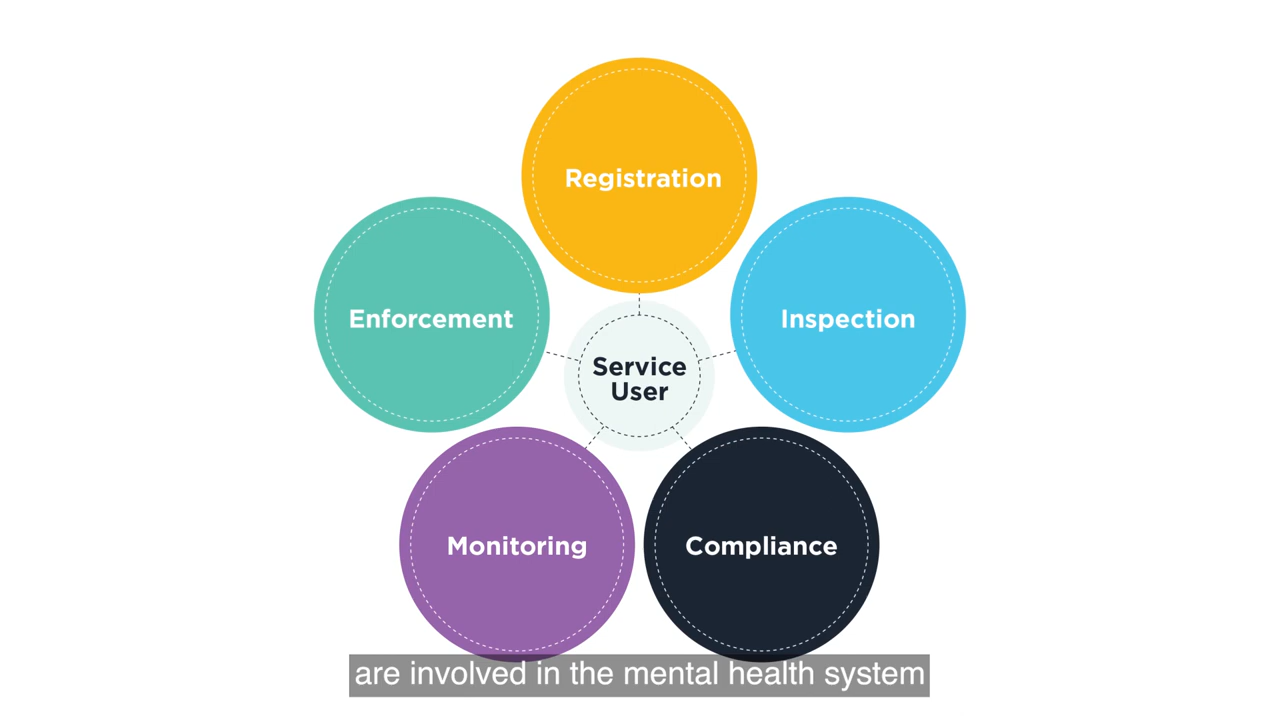 Registration
Enforcement
Inspection
Service
User
Monitoring
Compliance
are involved in the mental health system